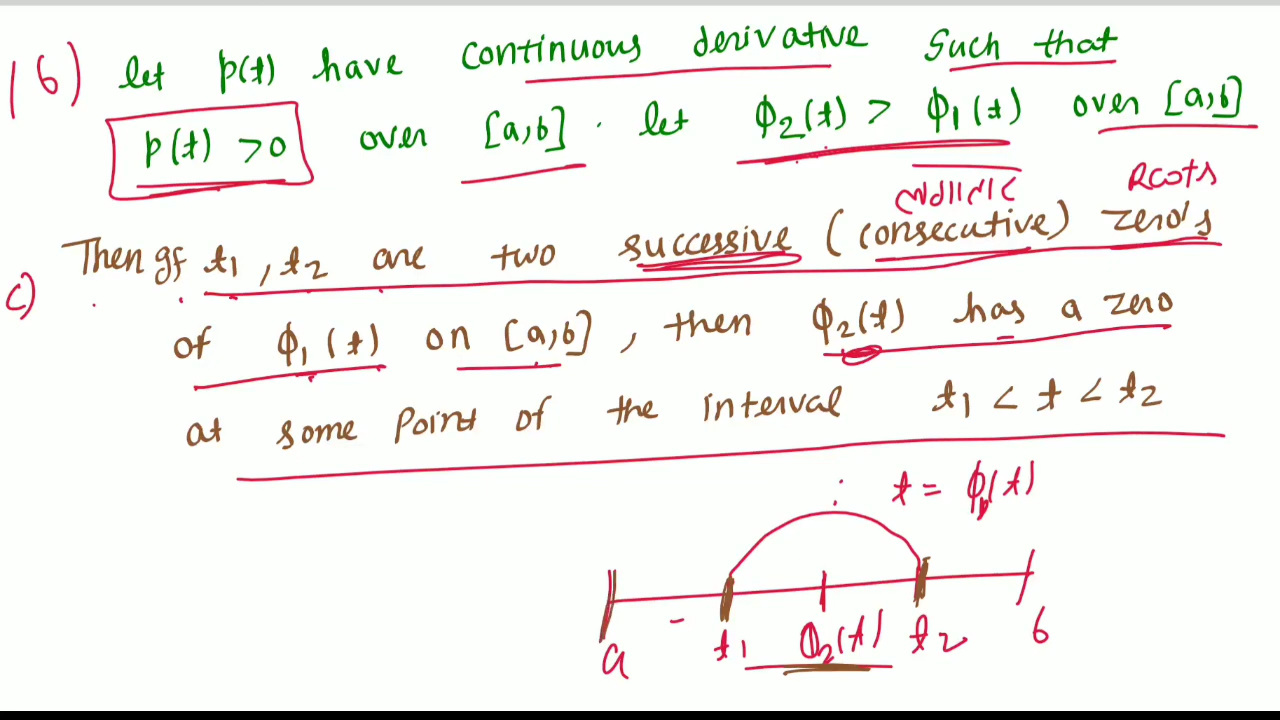 16) let p(t) have continuous derivative such that
p(t) >0 over [a,b] . let ϕ2(t) > ϕ1(t) over [a,b]
Roots
Then gf t1, t2 are two successive (consecutive) zero's
c)
of ϕ1(t) on [a,b], then ϕ2(t) has a zero
at some point of the interval t1 < t < t2
a t1 ϕ2(t) t2 b